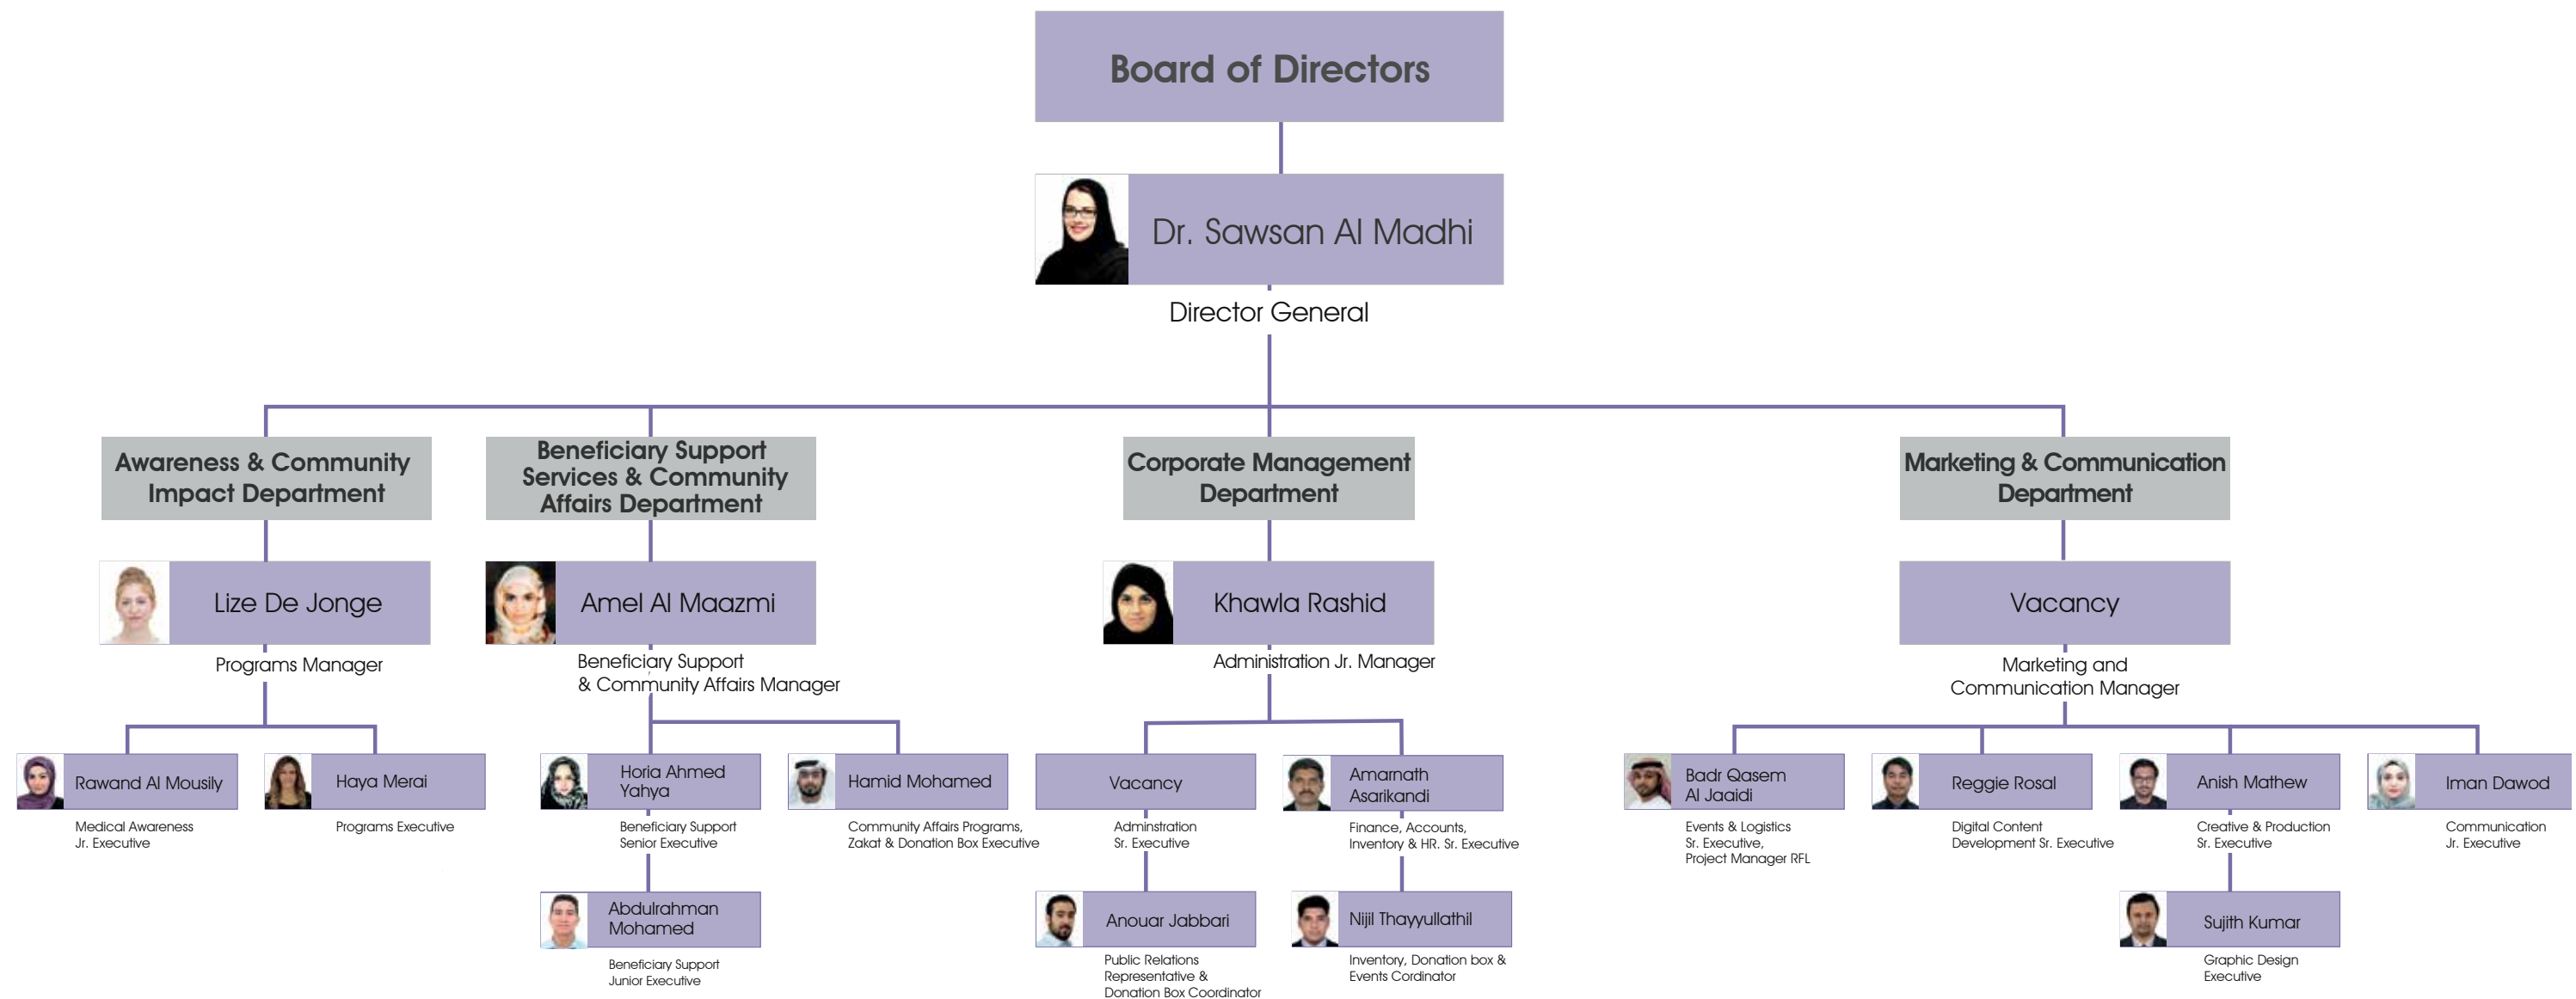 Board of Directors
Dr. Sawsan Al Madhi
Director General
Awareness & Community
Impact Department
Beneficiary Support
Services & Community
Affairs Department
Corporate Management
Department
Marketing & Communication
Department
Lize De Jonge
Programs Manager
Amel Al Maazmi
Beneficiary Support
& Community Affairs Manager
Khawla Rashid
Administration Jr. Manager
Vacancy
Marketing and
Communication Manager
Rawand Al Mousily
Medical Awareness
Jr. Executive
Haya Merai
Programs Executive
Horia Ahmed
Yahya
Beneficiary Support
Senior Executive
Hamid Mohamed
Community Affairs Programs,
Zakat & Donation Box Executive
Vacancy
Adminstration
Sr. Executive
Amarnath
Asarikandi
Finance, Accounts,
Inventory & HR. Sr. Executive
Badr Qasem
Al Jaaidi
Events & Logistics
Sr. Executive,
Project Manager RFL
Reggie Rosal
Digital Content
Development Sr. Executive
Anish Mathew
Creative & Production
Sr. Executive
Iman Dawod
Communication
Jr. Executive
Abdulrahman
Mohamed
Beneficiary Support
Junior Executive
Anouar Jabbari
Public Relations
Representative &
Donation Box Coordinator
Nijil Thayyullathil
Inventory, Donation box &
Events Cordinator
Sujith Kumar
Graphic Design
Executive